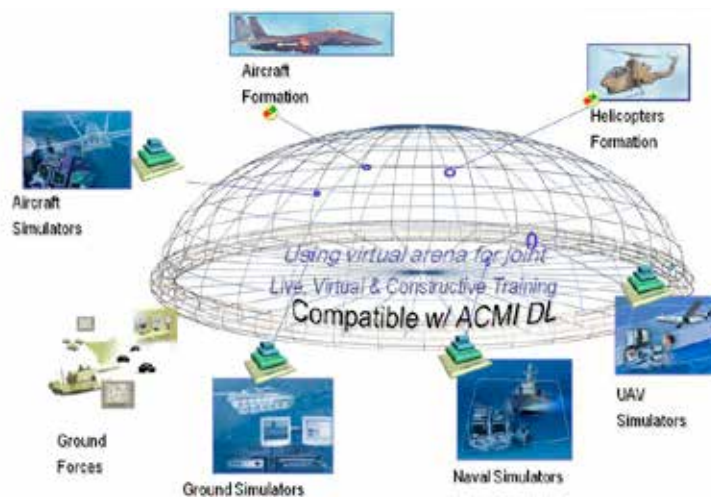 Aircraft
Formation
Helicopters
Formation
Aircraft
Simulators
Using virtual arena for joint
Live, Virtual & Constructive Training
Compatible w/ ACMI DL
UAV
Simulators
Ground
Forces
Ground Simulators
Naval Simulators